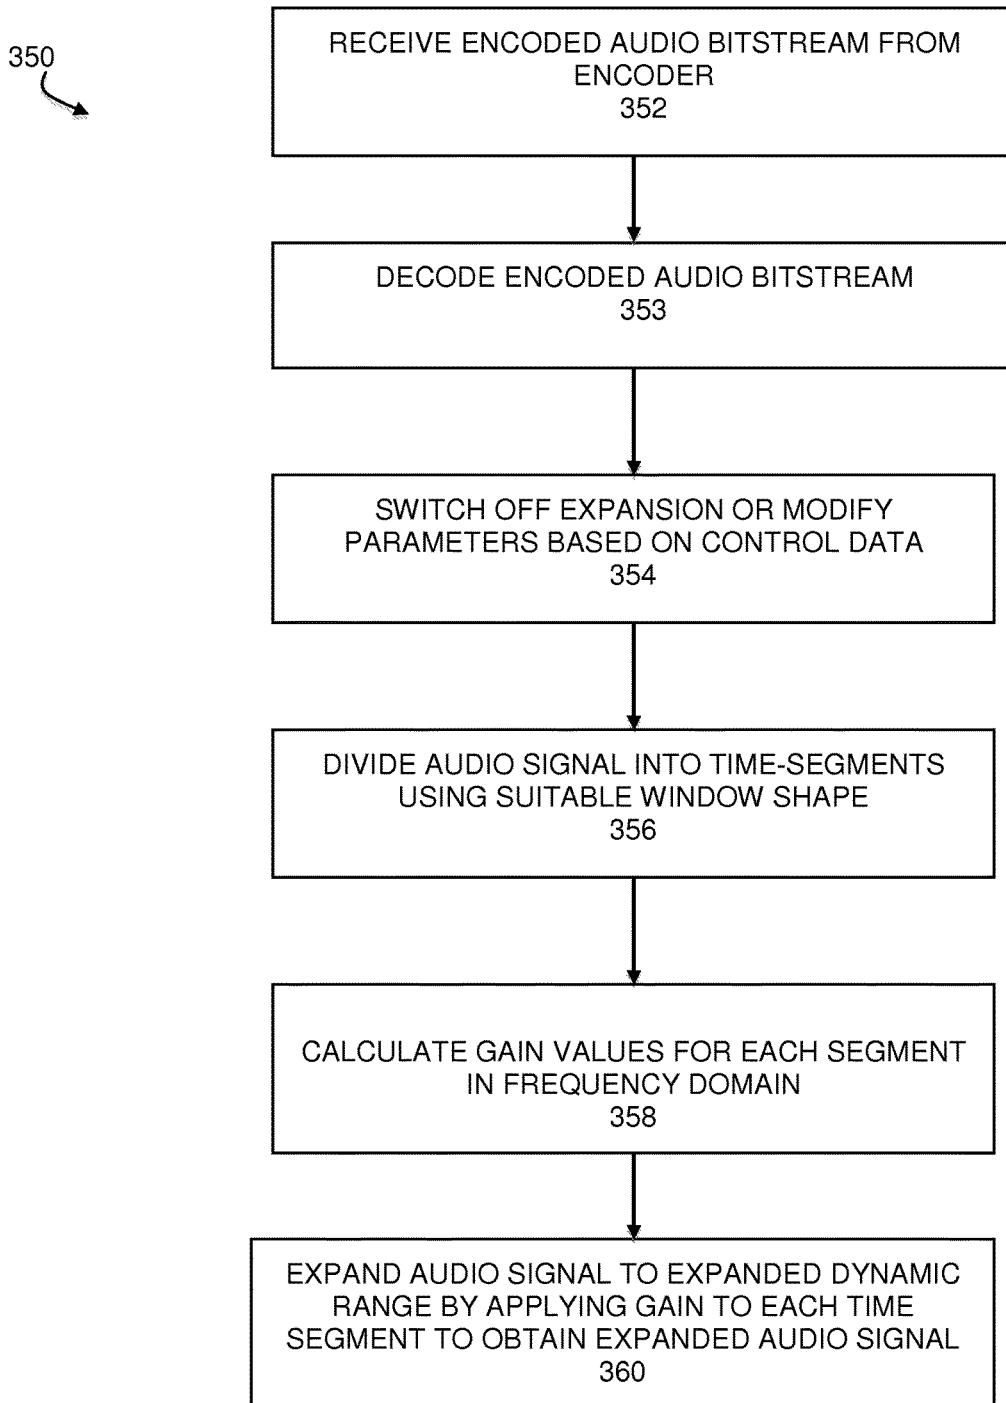 350
RECEIVE ENCODED AUDIO BITSTREAM FROM
ENCODER
352
DECODE ENCODED AUDIO BITSTREAM
353
SWITCH OFF EXPANSION OR MODIFY
PARAMETERS BASED ON CONTROL DATA
354
DIVIDE AUDIO SIGNAL INTO TIME-SEGMENTS
USING SUITABLE WINDOW SHAPE
356
CALCULATE GAIN VALUES FOR EACH SEGMENT
IN FREQUENCY DOMAIN
358
EXPAND AUDIO SIGNAL TO EXPANDED DYNAMIC
RANGE BY APPLYING GAIN TO EACH TIME
SEGMENT TO OBTAIN EXPANDED AUDIO SIGNAL
360